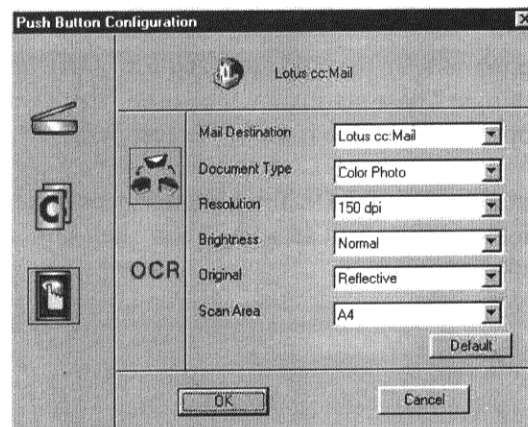 Push Button Configuration
Lotus cc:Mail
Mail Destination Lotus cc:Mail
Document Type Color Photo
Resolution 150 dpi
Brightness Normal
OCR
Original Reflective
Scan Area A4
Default
OK Cancel